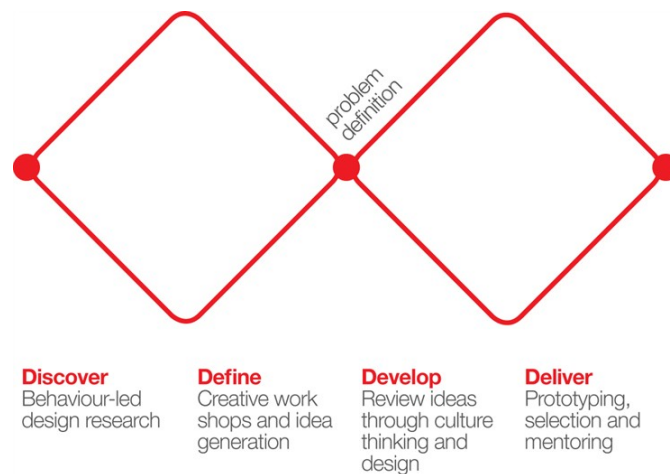 problem
definition
Discover
Behaviour-led
design research
Define
Creative work
shops and idea
generation
Develop
Review ideas
through culture
thinking and
design
Deliver
Prototyping,
selection and
mentoring